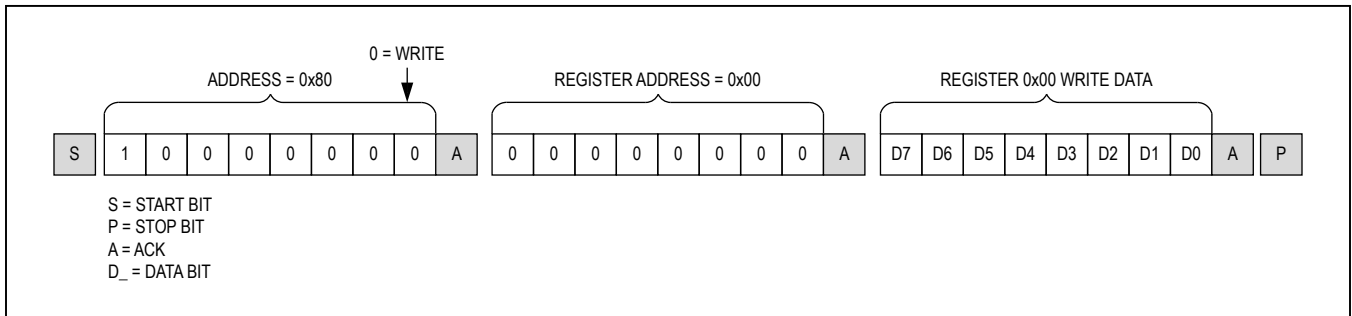 0 = WRITE
ADDRESS = 0x80
REGISTER ADDRESS = 0x00
REGISTER 0x00 WRITE DATA
S 1 0 0 0 0 0 0 0 A 0 0 0 0 0 0 0 0 A D7 D6 D5 D4 D3 D2 D1 D0 A P
S = START BIT
P = STOP BIT
A = ACK
D_ = DATA BIT